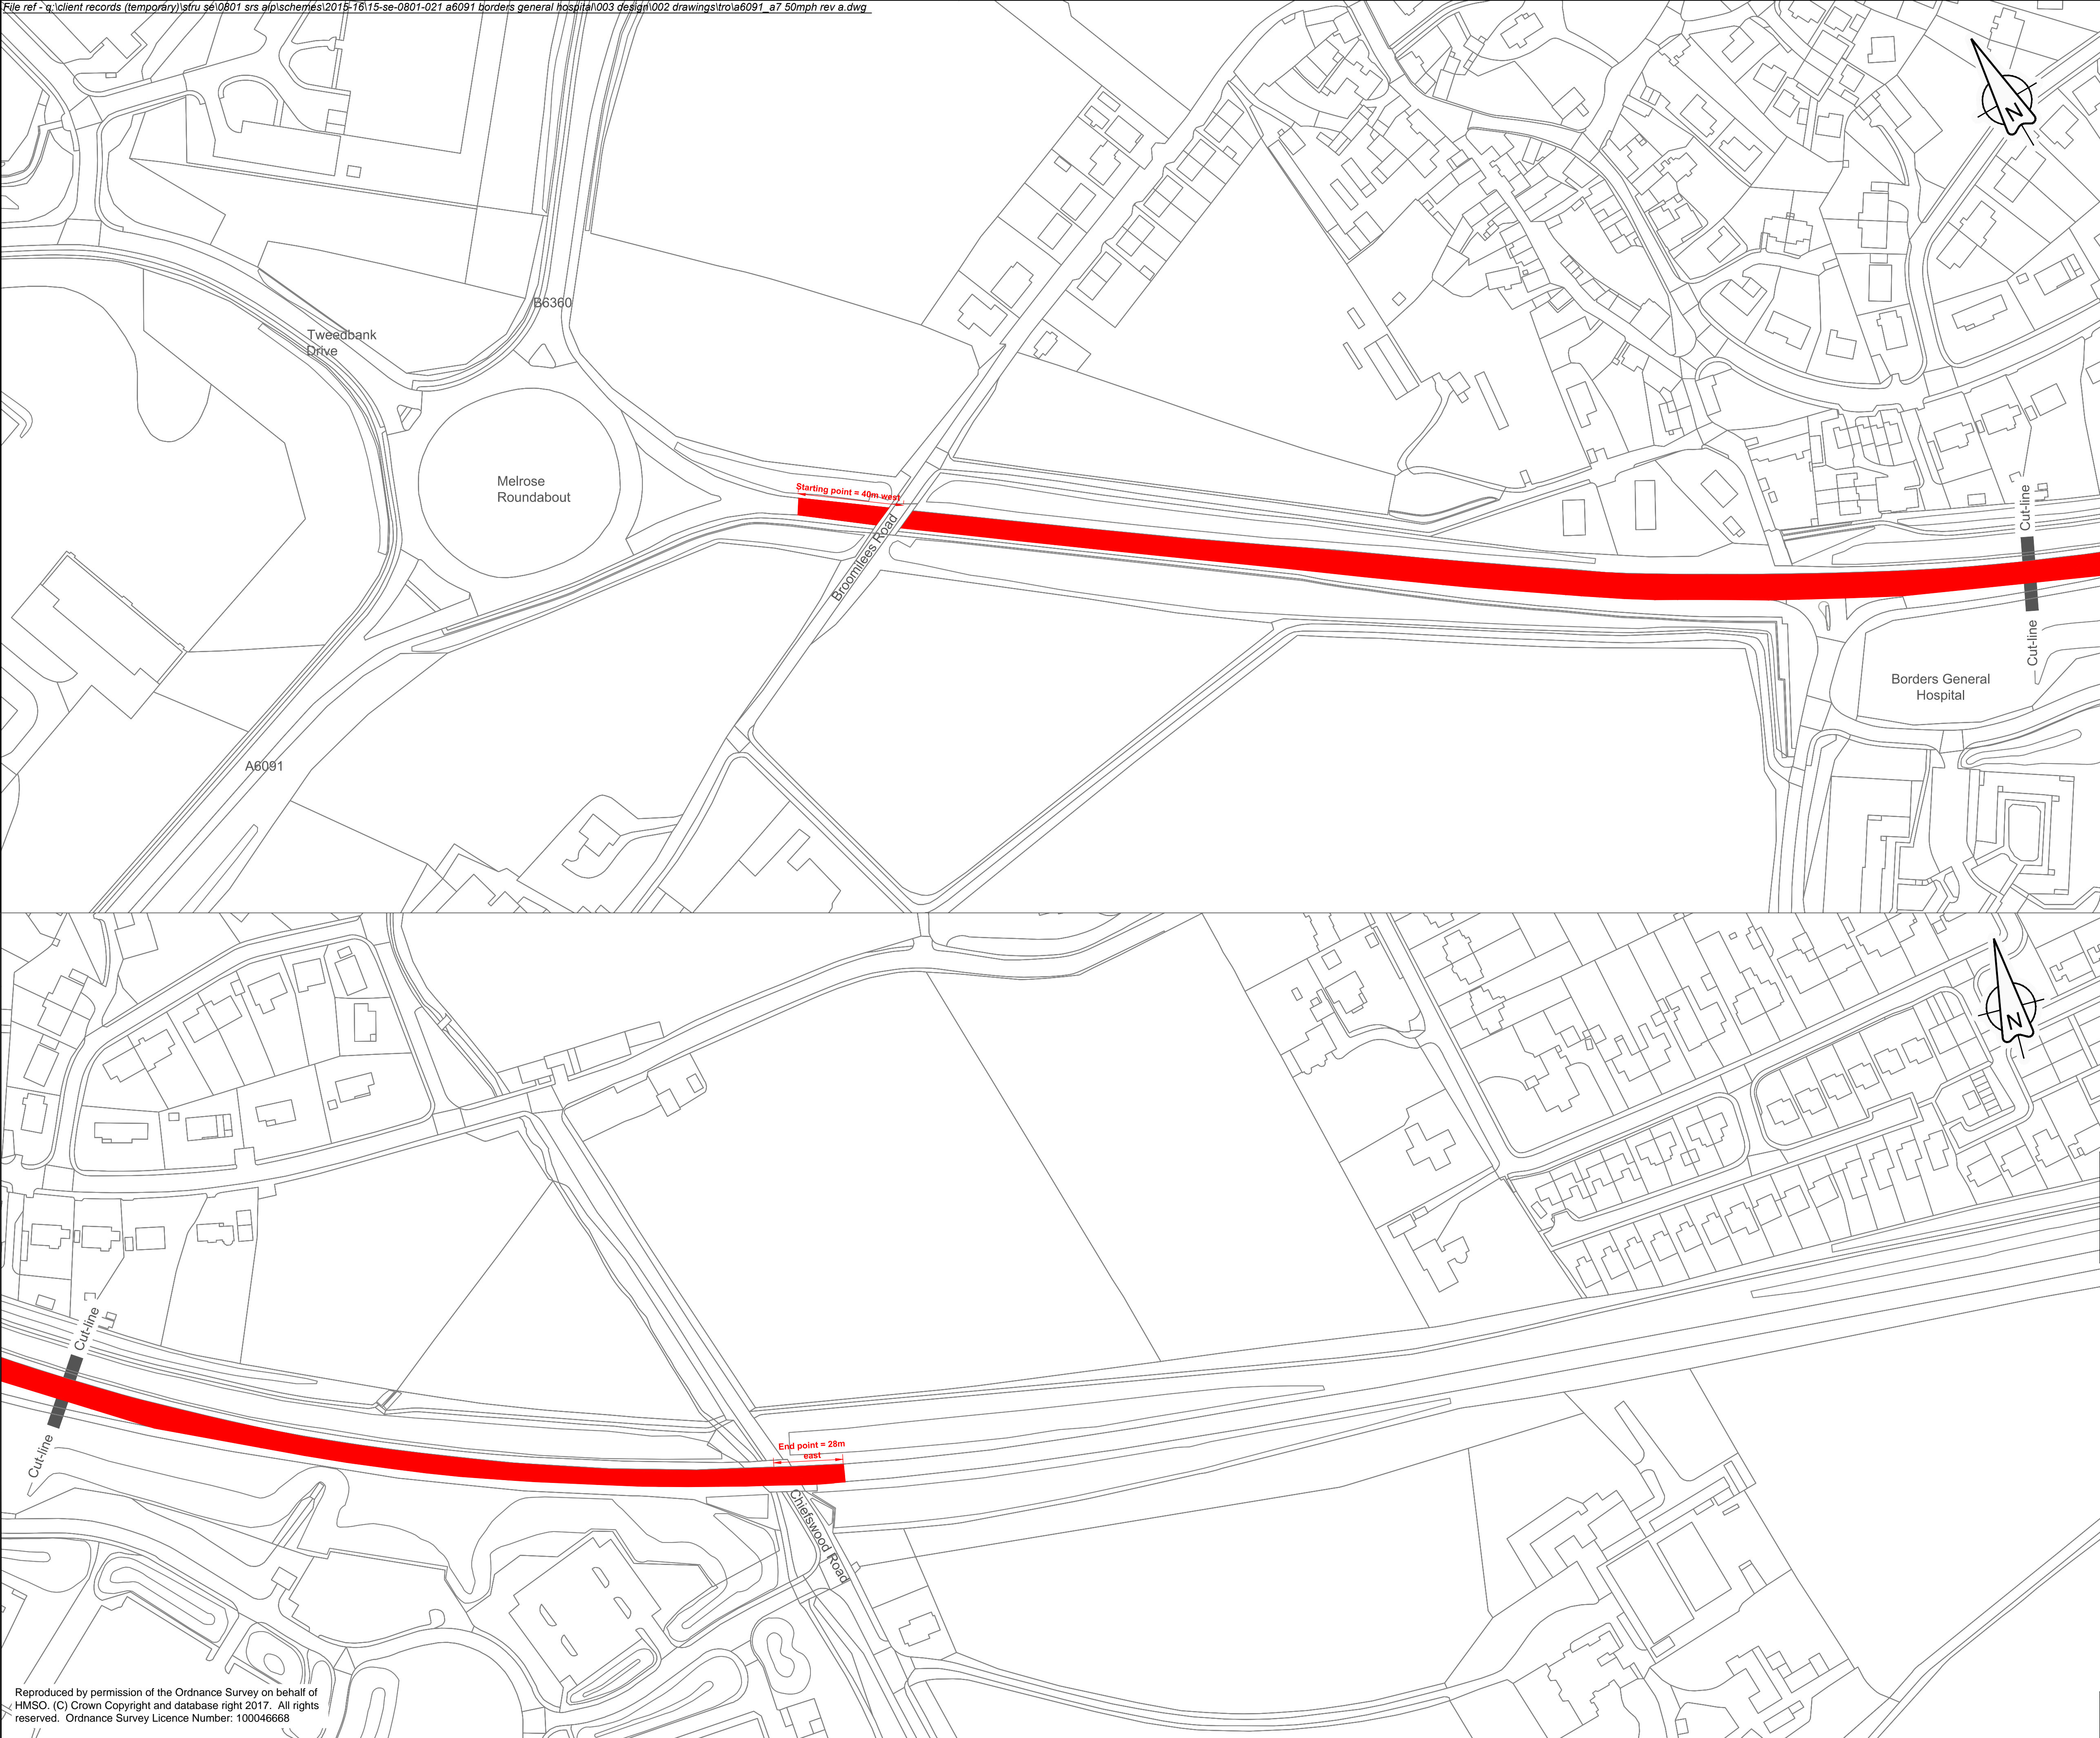 File ref - q:\client records (temporary)\stru se\0801 srs aip\schemes\2015-16\15-se-0801-021 a6091 borders general hospital\003 design\002 drawings\tro\a6091_a7 50mph rev a.dwg
N
B6360
Tweedbank
Drive
Melrose
Roundabout
Starting point = 40m west
Broomilees Road
Cut-line
Cut-line
Borders General
Hospital
A6091
N
Cut-line
Cut-line
End point = 28m
east
Chiefswood Road
Reproduced by permission of the Ordnance Survey on behalf of
HMSO. (C) Crown Copyright and database right 2017. All rights
reserved. Ordnance Survey Licence Number: 100046668